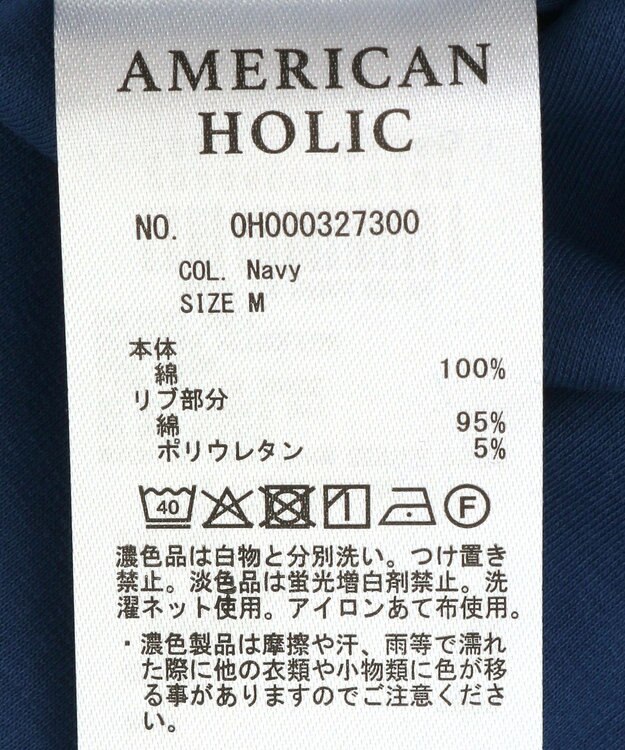 AMERICAN
HOLIC
NO. 0H000327300
COL. Navy
SIZE M
本体
綿 100%
リブ部分
綿 95%
ポリウレタン 5%
40 F
濃色品は白物と分別洗い。つけ置き
禁止。淡色品は蛍光増白剤禁止。洗
濯ネット使用。アイロンあて布使用。
・濃色製品は摩擦や汗、雨等で濡れ
た際に他の衣類や小物類に色が移
る事がありますのでご注意くださ
い。